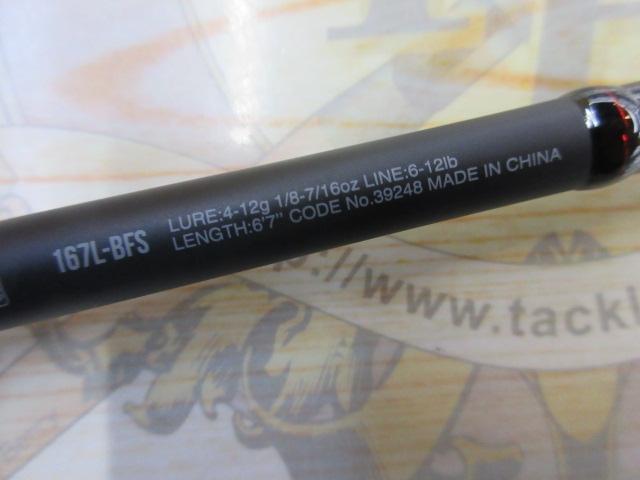 167L-BFS
LURE:4-12g 1/8-7/16oz LINE:6-12lb
LENGTH:6'7" CODE No.39248 MADE IN CHINA
://www.tackl